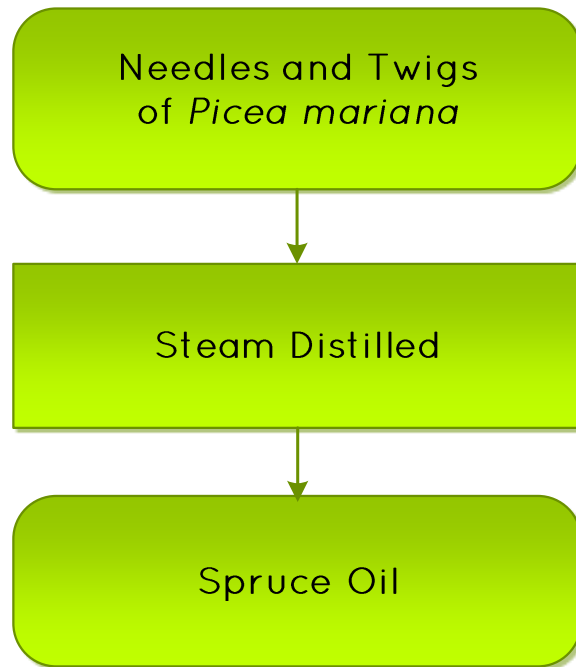 Needles and Twigs
of Picea mariana
Steam Distilled
Spruce Oil